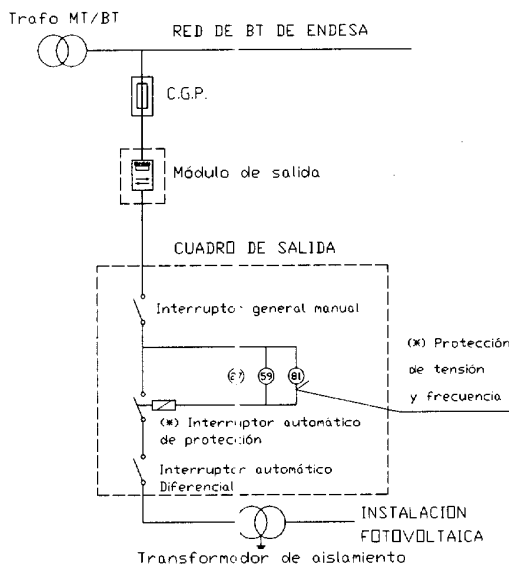 Trafo MT/BT
RED DE BT DE ENDESA
C.G.P.
Módulo de salida
CUADRO DE SALIDA
Interruptor general manual
(*) Protección
de tensión
y frecuencia
27 59 81
(*) Interruptor automático
de protección
Interruptor automático
Diferencial
INSTALACION
FOTOVOLTAICA
Transformador de aislamiento